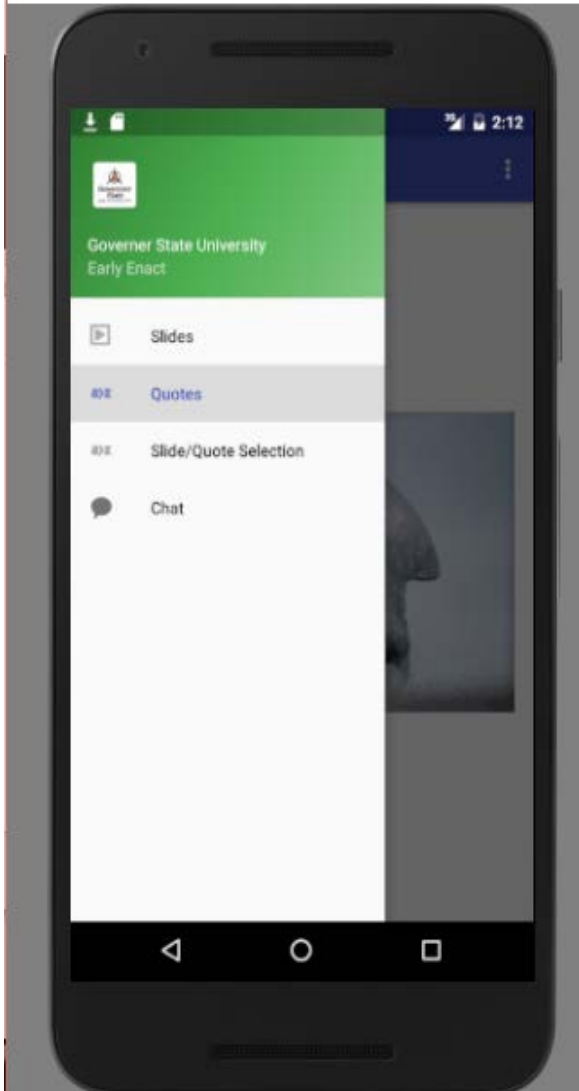 2:12
Governer State University
Early Enact
Slides
Quotes
Slide/Quote Selection
Chat